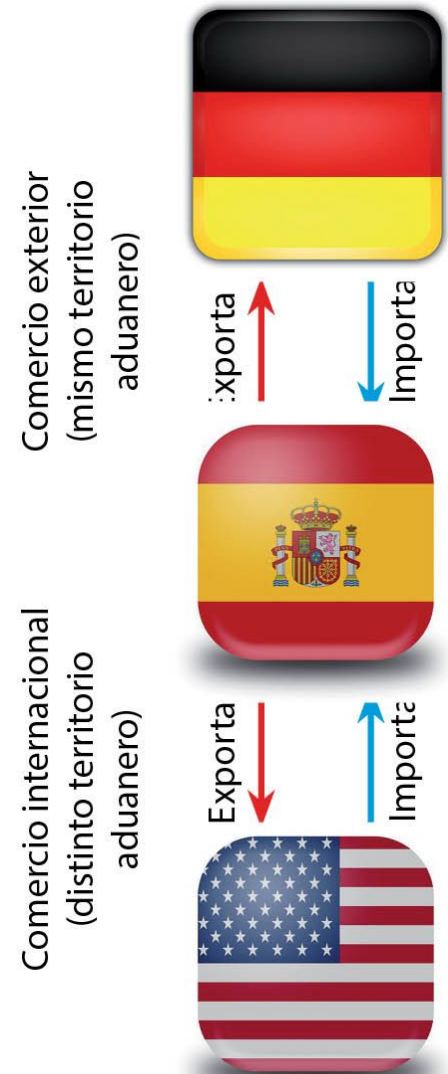 Comercio exterior
(mismo territorio
aduanero)
:xporta
Importa
Comercio internacional
(distinto territorio
aduanero)
Exporta
Importa